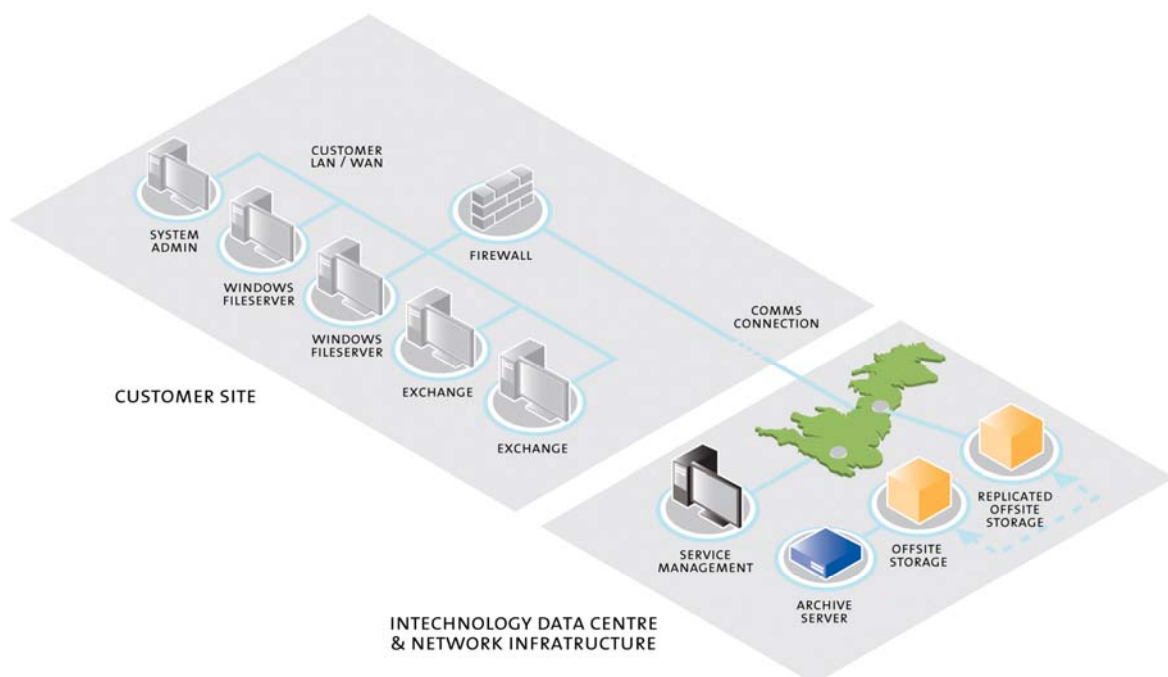 CUSTOMER
LAN / WAN
SYSTEM
ADMIN
FIREWALL
WINDOWS
FILESERVER
WINDOWS
FILESERVER
COMMS
CONNECTION
EXCHANGE
CUSTOMER SITE
EXCHANGE
REPLICATED
OFFSITE
STORAGE
OFFSITE
STORAGE
SERVICE
MANAGEMENT
ARCHIVE
SERVER
INTECHNOLOGY DATA CENTRE
& NETWORK INFRATRUCTURE